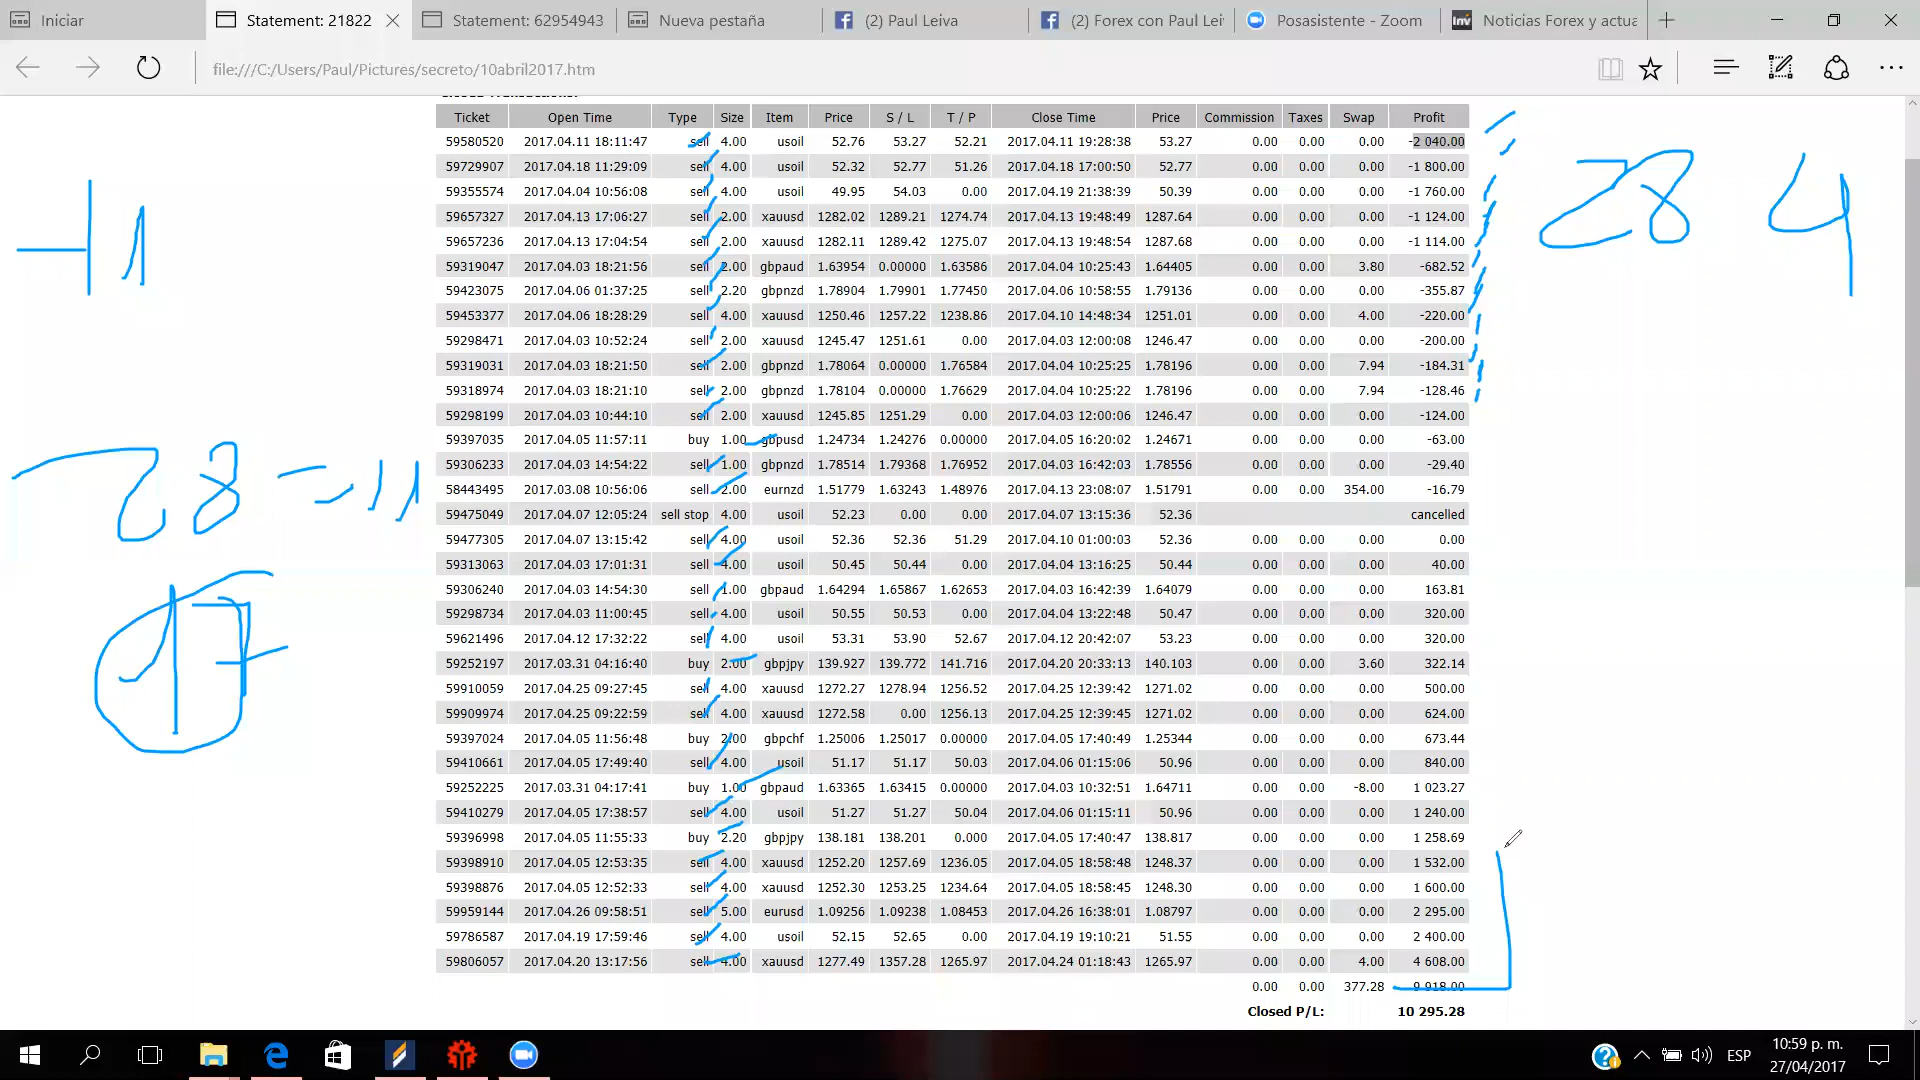 Iniciar
Statement: 21822
Statement: 62954943
Nueva pestaña
(2) Paul Leiva
(2) Forex con Paul Lei
Posasistente - Zoom
Noticias Forex y actua
file:///C:/Users/Paul/Pictures/secreto/10abril2017.htm
Ticket Open Time Type Size Item Price S / L T / P Close Time Price Commission Taxes Swap Profit
59580520 2017.04.11 18:11:47 sell 4.00 usoil 52.76 53.27 52.21 2017.04.11 19:28:38 53.27 0.00 0.00 0.00 -2 040.00
59729907 2017.04.18 11:29:09 sell 4.00 usoil 52.32 52.77 51.26 2017.04.18 17:00:50 52.77 0.00 0.00 0.00 -1 800.00
59355574 2017.04.04 10:56:08 sell 4.00 usoil 49.95 54.03 0.00 2017.04.19 21:38:39 50.39 0.00 0.00 0.00 -1 760.00
59657327 2017.04.13 17:06:27 sell 2.00 xauusd 1282.02 1289.21 1274.74 2017.04.13 19:48:49 1287.64 0.00 0.00 0.00 -1 124.00
59657236 2017.04.13 17:04:54 sell 2.00 xauusd 1282.11 1289.42 1275.07 2017.04.13 19:48:54 1287.68 0.00 0.00 0.00 -1 114.00
59319047 2017.04.03 18:21:56 sell 2.00 gbpaud 1.63954 0.00000 1.63586 2017.04.04 10:25:43 1.64405 0.00 0.00 3.80 -682.52
59423075 2017.04.06 01:37:25 sell 2.20 gbpnzd 1.78904 1.79901 1.77450 2017.04.06 10:58:55 1.79136 0.00 0.00 0.00 -355.87
59453377 2017.04.06 18:28:29 sell 4.00 xauusd 1250.46 1257.22 1238.86 2017.04.10 14:48:34 1251.01 0.00 0.00 4.00 -220.00
59298471 2017.04.03 10:52:24 sell 2.00 xauusd 1245.47 1251.61 0.00 2017.04.03 12:00:08 1246.47 0.00 0.00 0.00 -200.00
59319031 2017.04.03 18:21:50 sell 2.00 gbpnzd 1.78064 0.00000 1.76584 2017.04.04 10:25:25 1.78196 0.00 0.00 7.94 -184.31
59318974 2017.04.03 18:21:10 sell 2.00 gbpnzd 1.78104 0.00000 1.76629 2017.04.04 10:25:22 1.78196 0.00 0.00 7.94 -128.46
59298199 2017.04.03 10:44:10 sell 2.00 xauusd 1245.85 1251.29 0.00 2017.04.03 12:00:06 1246.47 0.00 0.00 0.00 -124.00
59397035 2017.04.05 11:57:11 buy 1.00 gbpusd 1.24734 1.24276 0.00000 2017.04.05 16:20:02 1.24671 0.00 0.00 0.00 -63.00
59306233 2017.04.03 14:54:22 sell 1.00 gbpnzd 1.78514 1.79368 1.76952 2017.04.03 16:42:03 1.78556 0.00 0.00 0.00 -29.40
58443495 2017.03.08 10:56:06 sell 2.00 eurnzd 1.51779 1.63243 1.48976 2017.04.13 23:08:07 1.51791 0.00 0.00 354.00 -16.79
59475049 2017.04.07 12:05:24 sell stop 4.00 usoil 52.23 0.00 0.00 2017.04.07 13:15:36 52.36 cancelled
59477305 2017.04.07 13:15:42 sell 4.00 usoil 52.36 52.36 51.29 2017.04.10 01:00:03 52.36 0.00 0.00 0.00 0.00
59313063 2017.04.03 17:01:31 sell 4.00 usoil 50.45 50.44 0.00 2017.04.04 13:16:25 50.44 0.00 0.00 0.00 40.00
59306240 2017.04.03 14:54:30 sell 1.00 gbpaud 1.64294 1.65867 1.62653 2017.04.03 16:42:39 1.64079 0.00 0.00 0.00 163.81
59298734 2017.04.03 11:00:45 sell 4.00 usoil 50.55 50.53 0.00 2017.04.04 13:22:48 50.47 0.00 0.00 0.00 320.00
59621496 2017.04.12 17:32:22 sell 4.00 usoil 53.31 53.90 52.67 2017.04.12 20:42:07 53.23 0.00 0.00 0.00 320.00
59252197 2017.03.31 04:16:40 buy 2.00 gbpjpy 139.927 139.772 141.716 2017.04.20 20:33:13 140.103 0.00 0.00 3.60 322.14
59910059 2017.04.25 09:27:45 sell 4.00 xauusd 1272.27 1278.94 1256.52 2017.04.25 12:39:42 1271.02 0.00 0.00 0.00 500.00
59909974 2017.04.25 09:22:59 sell 4.00 xauusd 1272.58 0.00 1256.13 2017.04.25 12:39:45 1271.02 0.00 0.00 0.00 624.00
59397024 2017.04.05 11:56:48 buy 2.00 gbpchf 1.25006 1.25017 0.00000 2017.04.05 17:40:49 1.25344 0.00 0.00 0.00 673.44
59410661 2017.04.05 17:49:40 sell 4.00 usoil 51.17 51.17 50.03 2017.04.06 01:15:06 50.96 0.00 0.00 0.00 840.00
59252225 2017.03.31 04:17:41 buy 1.00 gbpaud 1.63365 1.63415 0.00000 2017.04.03 10:32:51 1.64711 0.00 0.00 -8.00 1 023.27
59410279 2017.04.05 17:38:57 sell 4.00 usoil 51.27 51.27 50.04 2017.04.06 01:15:11 50.96 0.00 0.00 0.00 1 240.00
59396998 2017.04.05 11:55:33 buy 2.20 gbpjpy 138.181 138.201 0.000 2017.04.05 17:40:47 138.817 0.00 0.00 0.00 1 258.69
59398910 2017.04.05 12:53:35 sell 4.00 xauusd 1252.20 1257.69 1236.05 2017.04.05 18:58:48 1248.37 0.00 0.00 0.00 1 532.00
59398876 2017.04.05 12:52:33 sell 4.00 xauusd 1252.30 1253.25 1234.64 2017.04.05 18:58:45 1248.30 0.00 0.00 0.00 1 600.00
59959144 2017.04.26 09:58:51 sell 5.00 eurusd 1.09256 1.09238 1.08453 2017.04.26 16:38:01 1.08797 0.00 0.00 0.00 2 295.00
59786587 2017.04.19 17:59:46 sell 4.00 usoil 52.15 52.65 0.00 2017.04.19 19:10:21 51.55 0.00 0.00 0.00 2 400.00
59806057 2017.04.20 13:17:56 sell 4.00 xauusd 1277.49 1357.28 1265.97 2017.04.24 01:18:43 1265.97 0.00 0.00 4.00 4 608.00
0.00 0.00 377.28 9 918.00
Closed P/L: 10 295.28
28 4
28 = 11
17
ESP
10:59 p. m.
27/04/2017